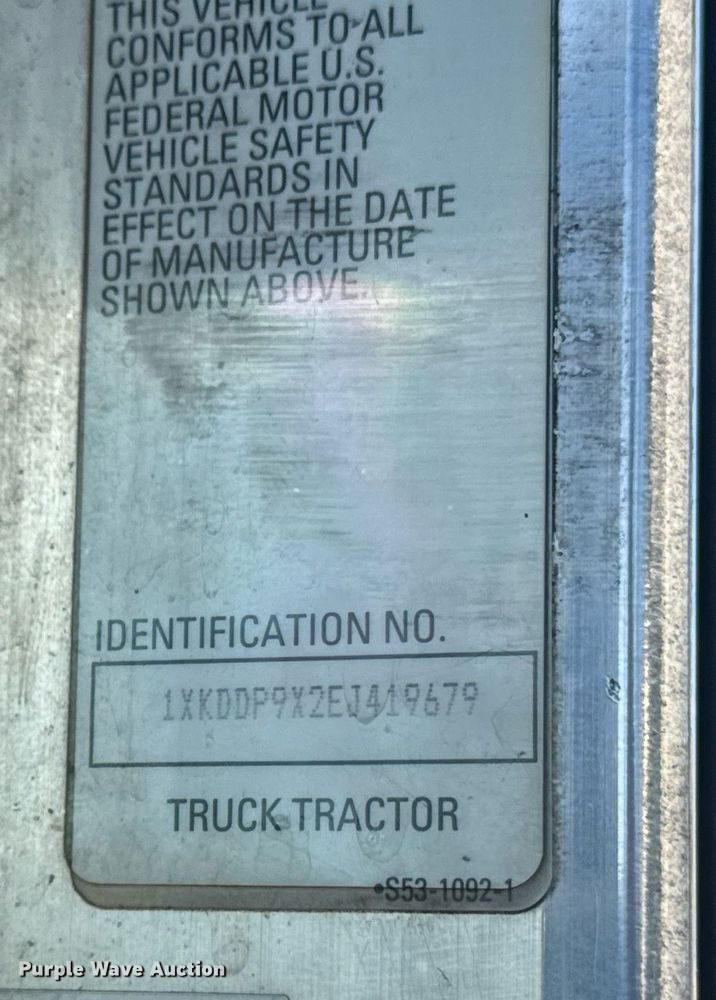 THIS VEHICLE
CONFORMS TO ALL
APPLICABLE U.S.
FEDERAL MOTOR
VEHICLE SAFETY
STANDARDS IN
EFFECT ON THE DATE
OF MANUFACTURE
SHOWN ABOVE.
IDENTIFICATION NO.
1XKDDP9X2EJ419679
TRUCK TRACTOR
•S53-1092-1
Purple Wave Auction